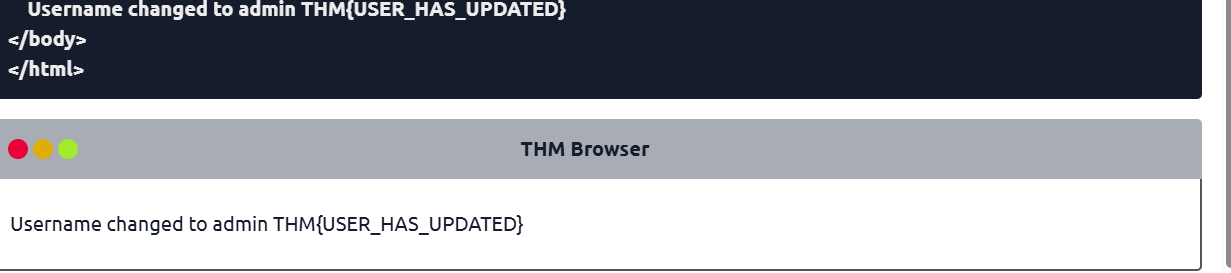 Username changed to admin THM{USER_HAS_UPDATED}
</body>
</html>
THM Browser
Username changed to admin THM{USER_HAS_UPDATED}